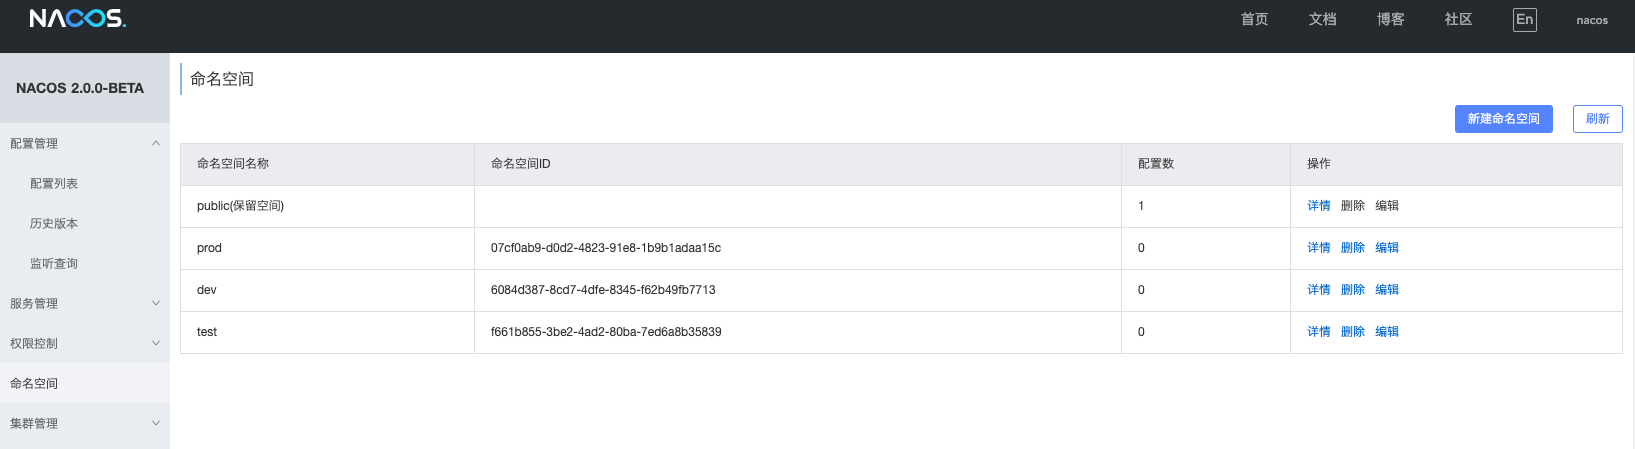 NACOS.
首页 文档 博客 社区 En nacos
NACOS 2.0.0-BETA
配置管理
配置列表
历史版本
监听查询
服务管理
权限控制
命名空间
集群管理
命名空间
新建命名空间 刷新
命名空间名称 命名空间ID 配置数 操作
public(保留空间) 1 详情 删除 编辑
prod 07cf0ab9-d0d2-4823-91e8-1b9b1adaa15c 0 详情 删除 编辑
dev 6084d387-8cd7-4dfe-8345-f62b49fb7713 0 详情 删除 编辑
test f661b855-3be2-4ad2-80ba-7ed6a8b35839 0 详情 删除 编辑